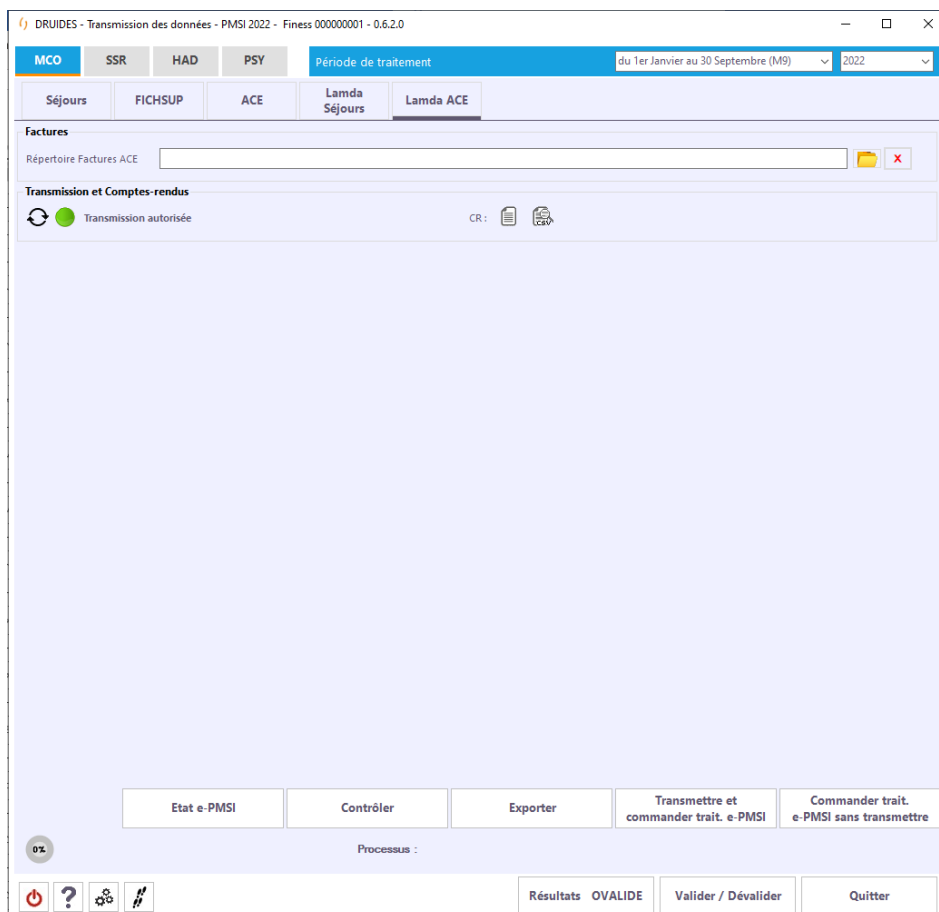 DRUIDES - Transmission des données - PMSI 2022 - Finess 000000001 - 0.6.2.0
MCO SSR HAD PSY Période de traitement du 1er Janvier au 30 Septembre (M9) 2022
Séjours FICHSUP ACE Lamda Séjours Lamda ACE
Factures
Répertoire Factures ACE X
Transmission et Comptes-rendus
Transmission autorisée CR : CSV
Etat e-PMSI Contrôler Exporter Transmettre et commander trait. e-PMSI Commander trait. e-PMSI sans transmettre
0% Processus :
? Résultats OVALIDE Valider / Dévalider Quitter